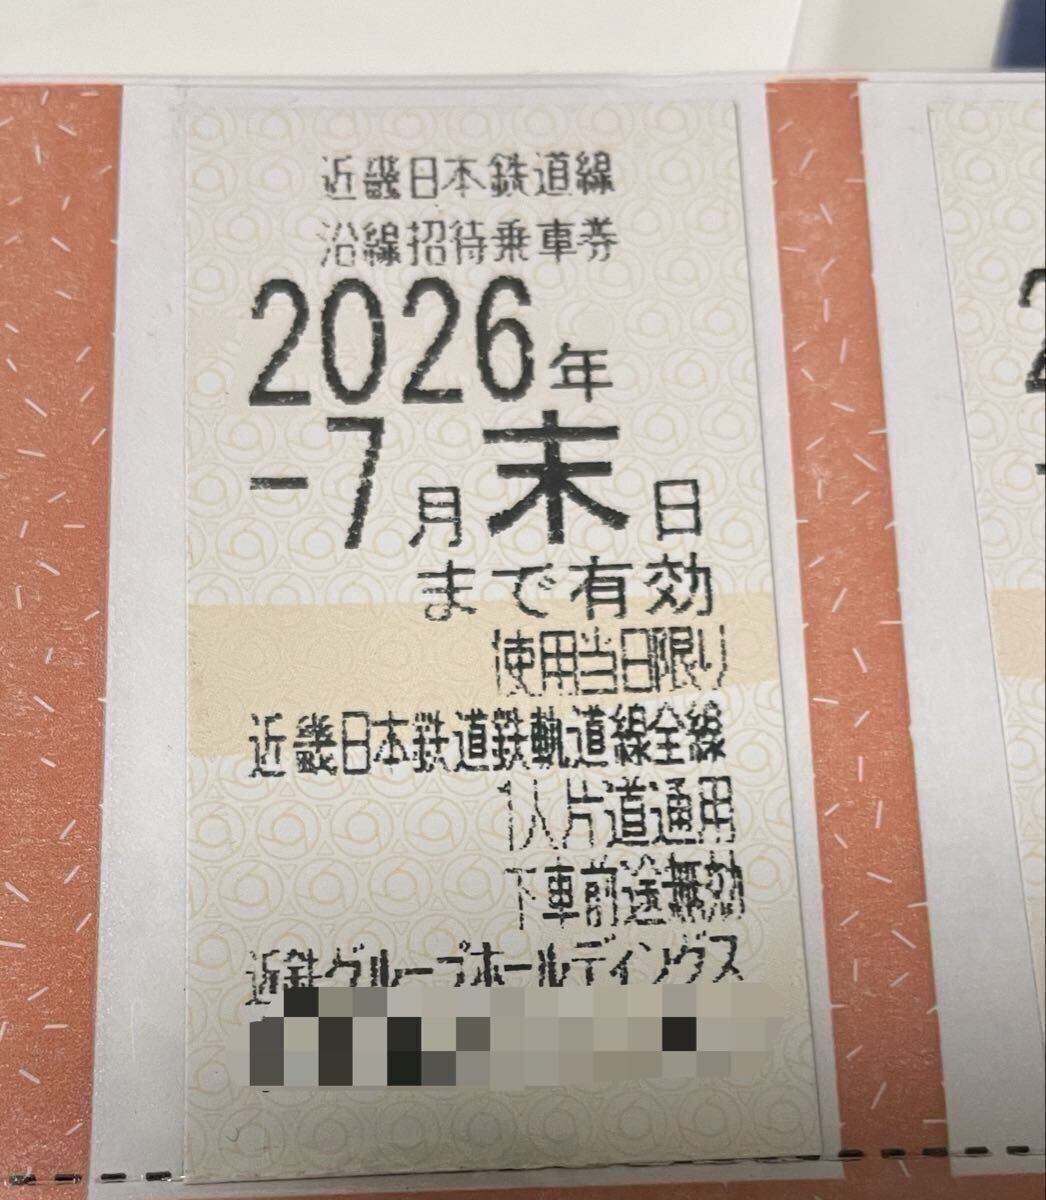 近畿日本鉄道線
沿線招待乗車券
2026年
-7月末日
まで有効
使用当日限り
近畿日本鉄道鉄軌道線全線
1人片道通用
下車前途無効
近鉄グループホールディングス